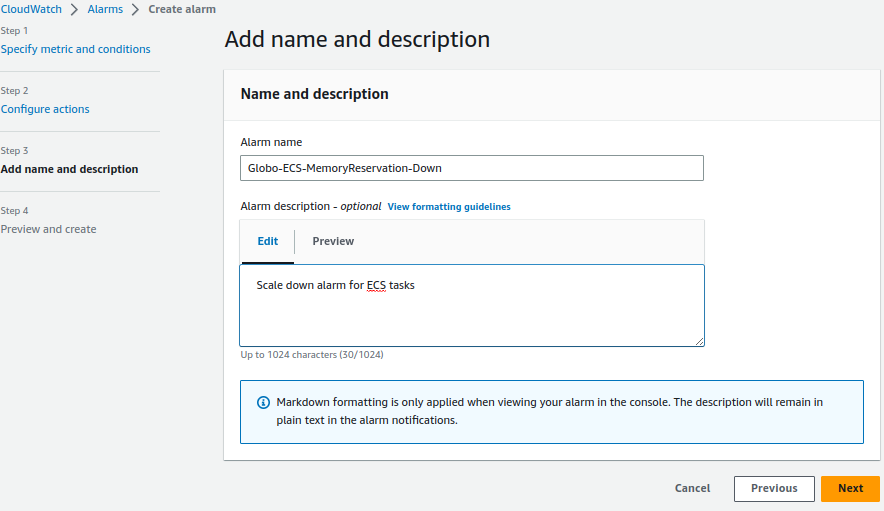 CloudWatch > Alarms > Create alarm
Step 1
Specify metric and conditions
Step 2
Configure actions
Step 3
Add name and description
Step 4
Preview and create
Add name and description
Name and description
Alarm name
Globo-ECS-MemoryReservation-Down
Alarm description - optional View formatting guidelines
Edit Preview
Scale down alarm for ECS tasks
Up to 1024 characters (30/1024)
Markdown formatting is only applied when viewing your alarm in the console. The description will remain in
plain text in the alarm notifications.
Cancel Previous Next